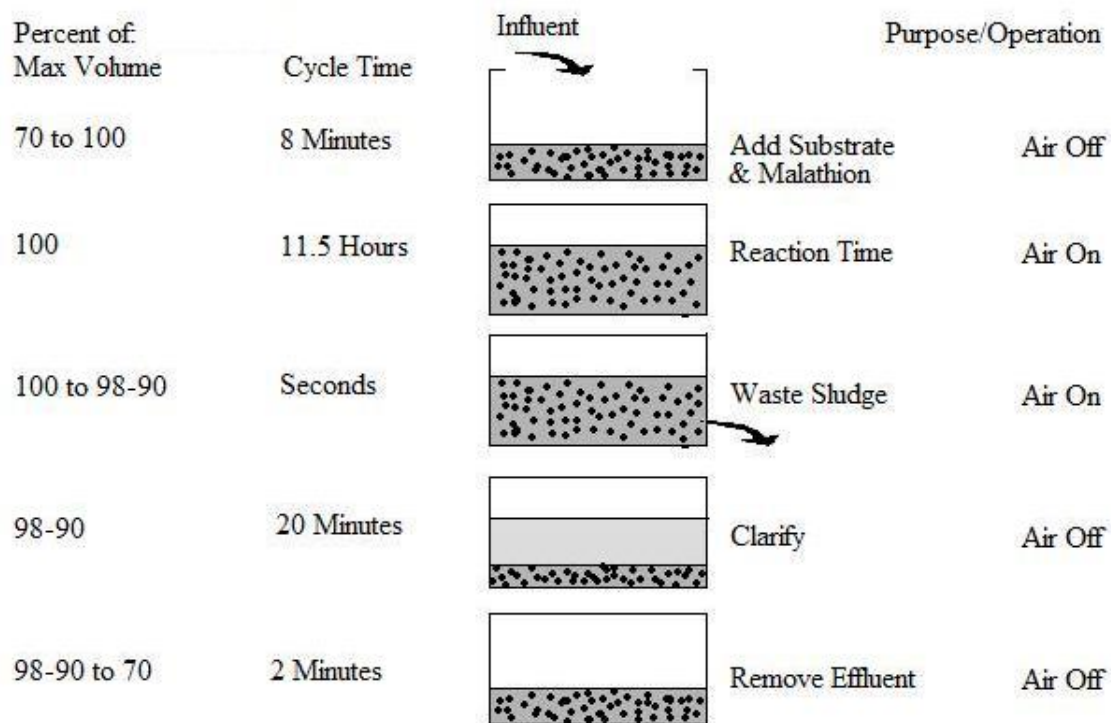 Percent of:
Max Volume
Cycle Time
Influent
Purpose/Operation
70 to 100
8 Minutes
Add Substrate
& Malathion
Air Off
100
11.5 Hours
Reaction Time
Air On
100 to 98-90
Seconds
Waste Sludge
Air On
98-90
20 Minutes
Clarify
Air Off
98-90 to 70
2 Minutes
Remove Effluent
Air Off